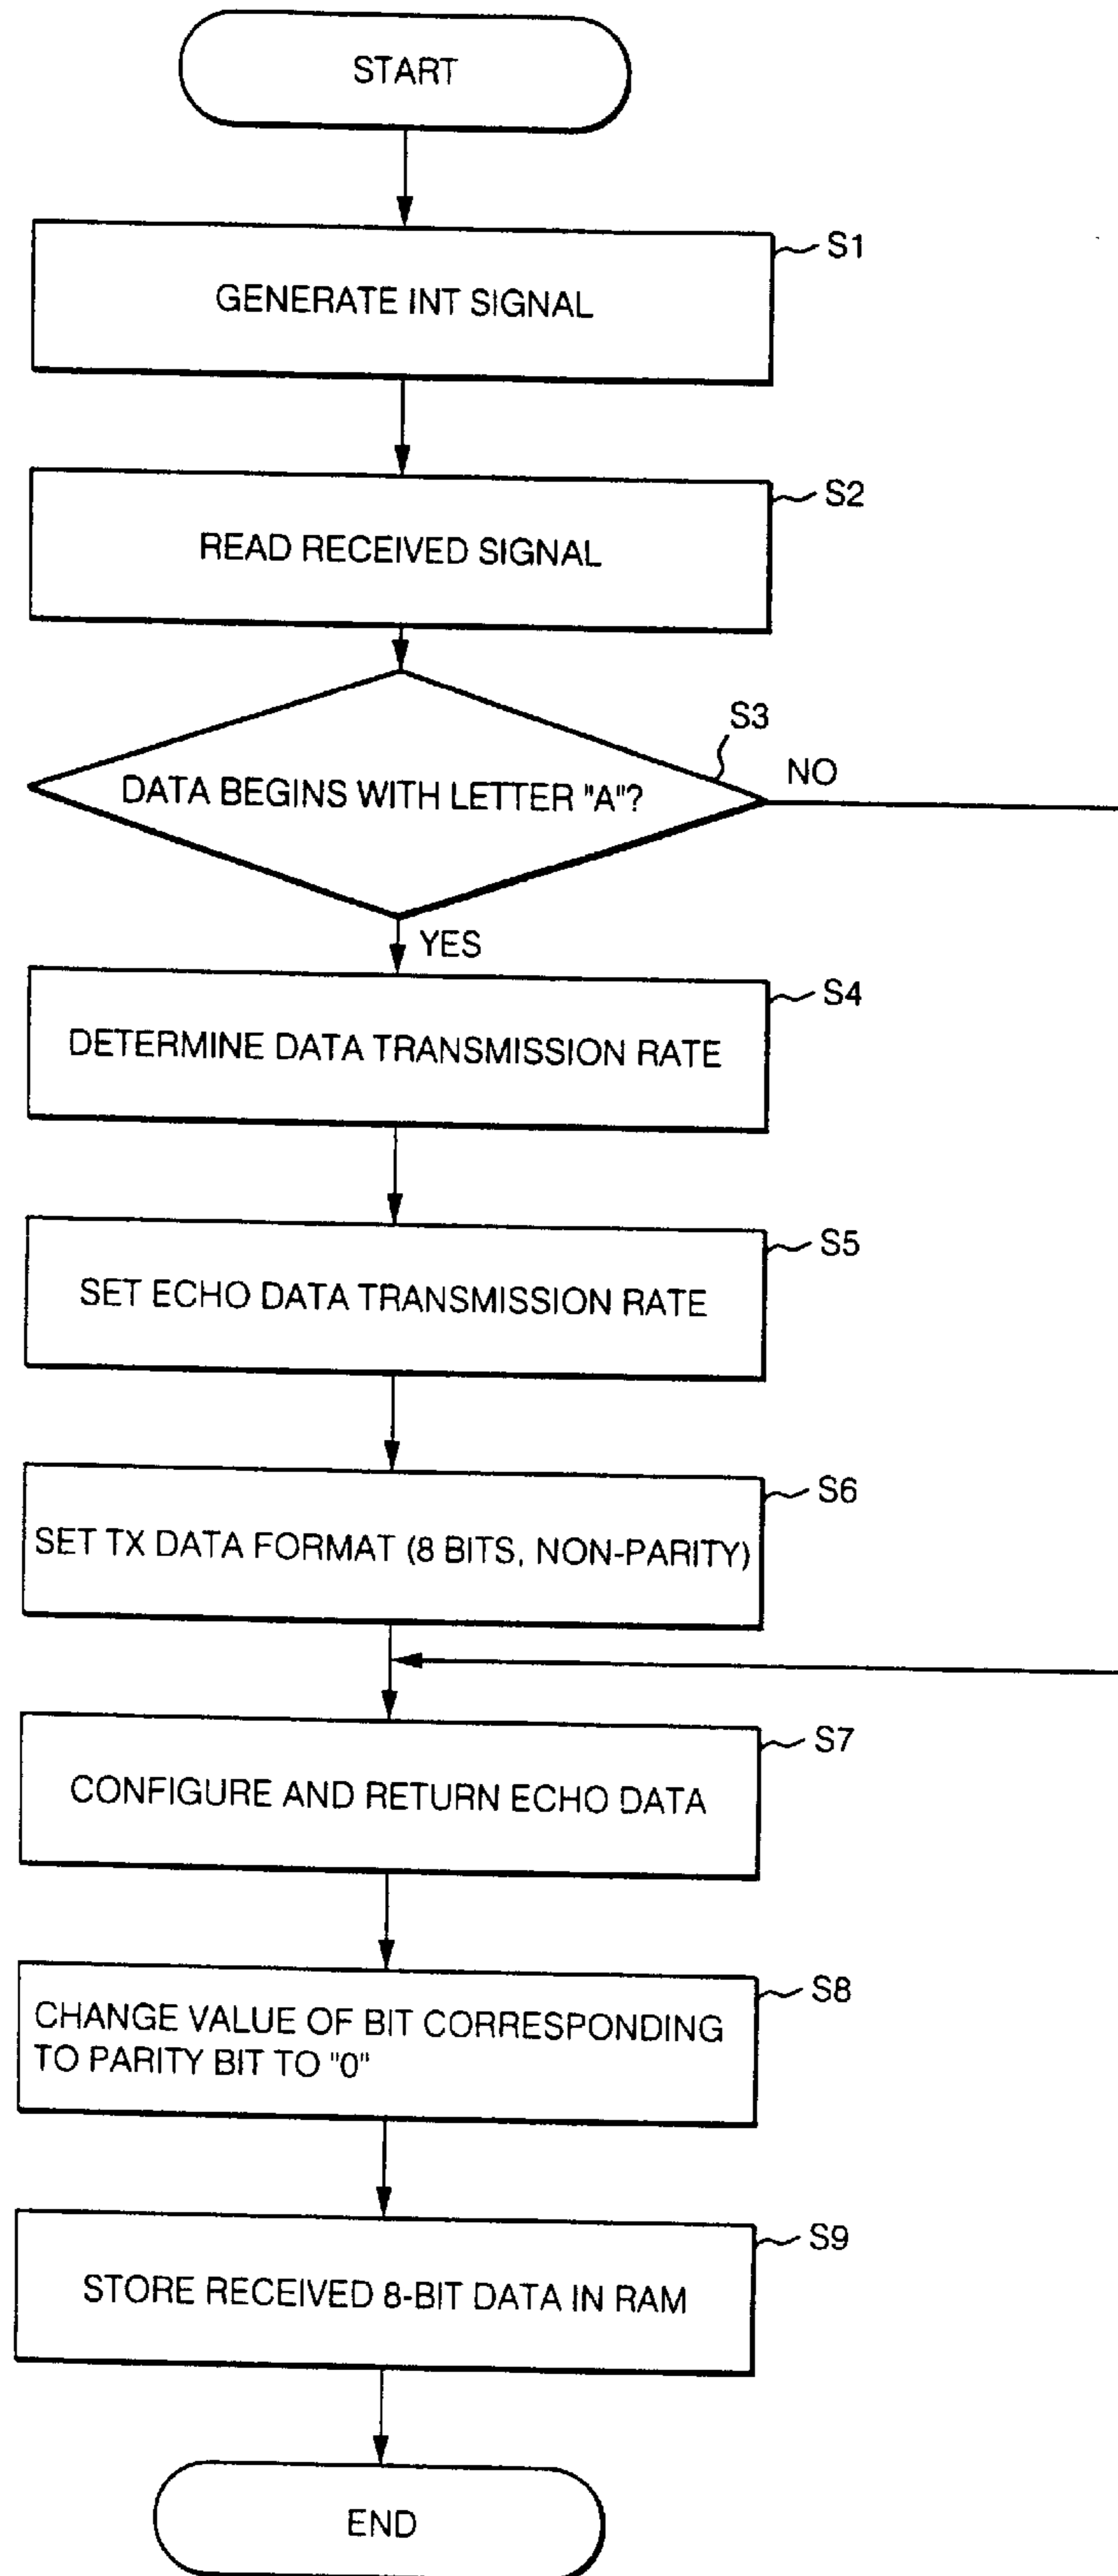 START
GENERATE INT SIGNAL
S1
READ RECEIVED SIGNAL
S2
S3
DATA BEGINS WITH LETTER "A"?
NO
YES
DETERMINE DATA TRANSMISSION RATE
S4
SET ECHO DATA TRANSMISSION RATE
S5
SET TX DATA FORMAT (8 BITS, NON-PARITY)
S6
CONFIGURE AND RETURN ECHO DATA
S7
CHANGE VALUE OF BIT CORRESPONDING
TO PARITY BIT TO "0"
S8
STORE RECEIVED 8-BIT DATA IN RAM
S9
END